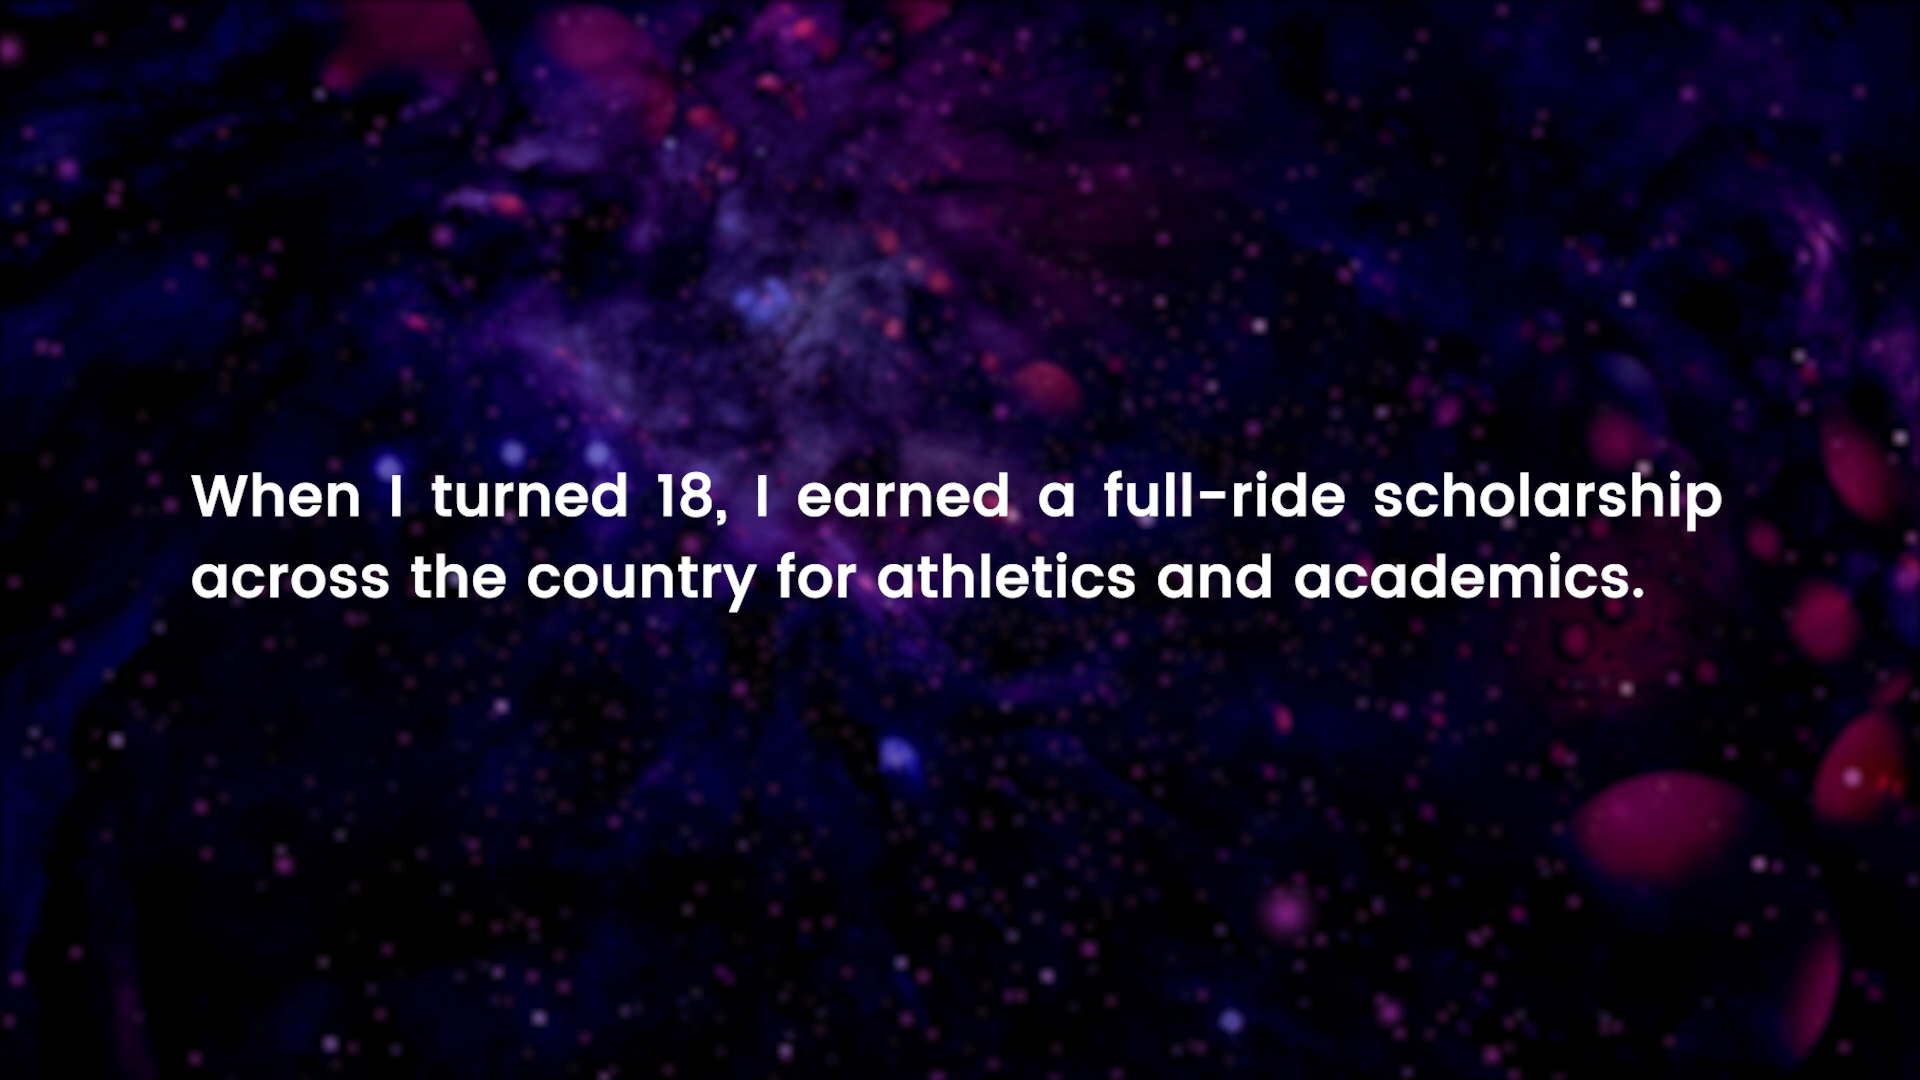 When I turned 18, I earned a full-ride scholarship
across the country for athletics and academics.